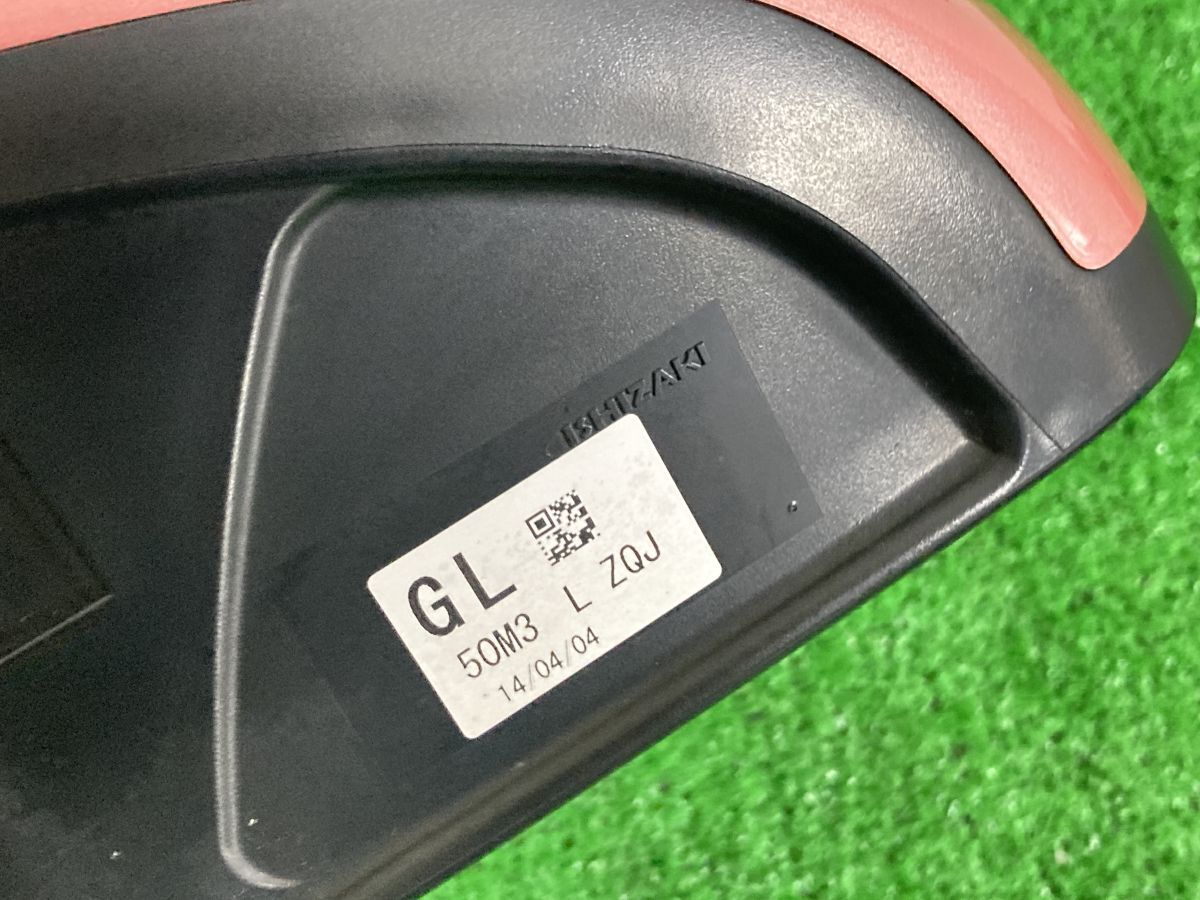 ISHIZAKI
GL
50M3 L ZQJ
14/04/04